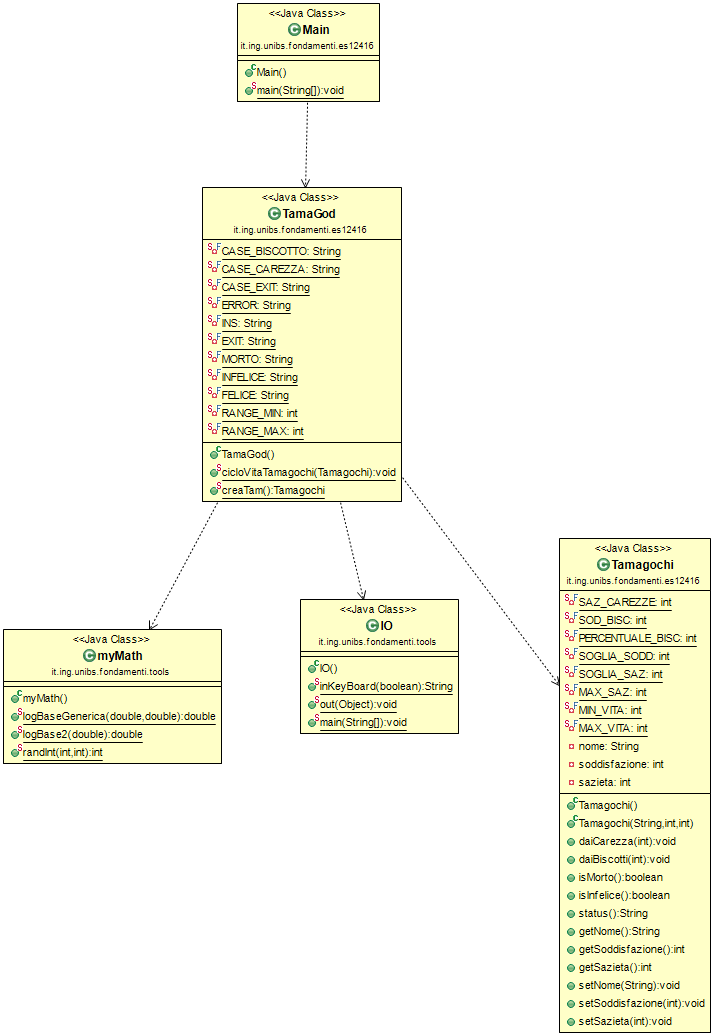 <<Java Class>>
Main
it.ing.unibs.fondamenti.es12416
Main()
main(String[]):void
<<Java Class>>
TamaGod
it.ing.unibs.fondamenti.es12416
CASE_BISCOTTO: String
CASE_CAREZZA: String
CASE_EXIT: String
ERROR: String
INS: String
EXIT: String
MORTO: String
INFELICE: String
FELICE: String
RANGE_MIN: int
RANGE_MAX: int
TamaGod()
cicloVitaTamagochi(Tamagochi):void
creaTam():Tamagochi
<<Java Class>>
myMath
it.ing.unibs.fondamenti.tools
myMath()
logBaseGenerica(double,double):double
logBase2(double):double
randInt(int,int):int
<<Java Class>>
IO
it.ing.unibs.fondamenti.tools
IO()
inKeyBoard(boolean):String
out(Object):void
main(String[]):void
<<Java Class>>
Tamagochi
it.ing.unibs.fondamenti.es12416
SAZ_CAREZZE: int
SOD_BISC: int
PERCENTUALE_BISC: int
SOGLIA_SODD: int
SOGLIA_SAZ: int
MAX_SAZ: int
MIN_VITA: int
MAX_VITA: int
nome: String
soddisfazione: int
sazieta: int
Tamagochi()
Tamagochi(String,int,int)
daiCarezza(int):void
daiBiscotti(int):void
isMorto():boolean
isInfelice():boolean
status():String
getNome():String
getSoddisfazione():int
getSazieta():int
setNome(String):void
setSoddisfazione(int):void
setSazieta(int):void